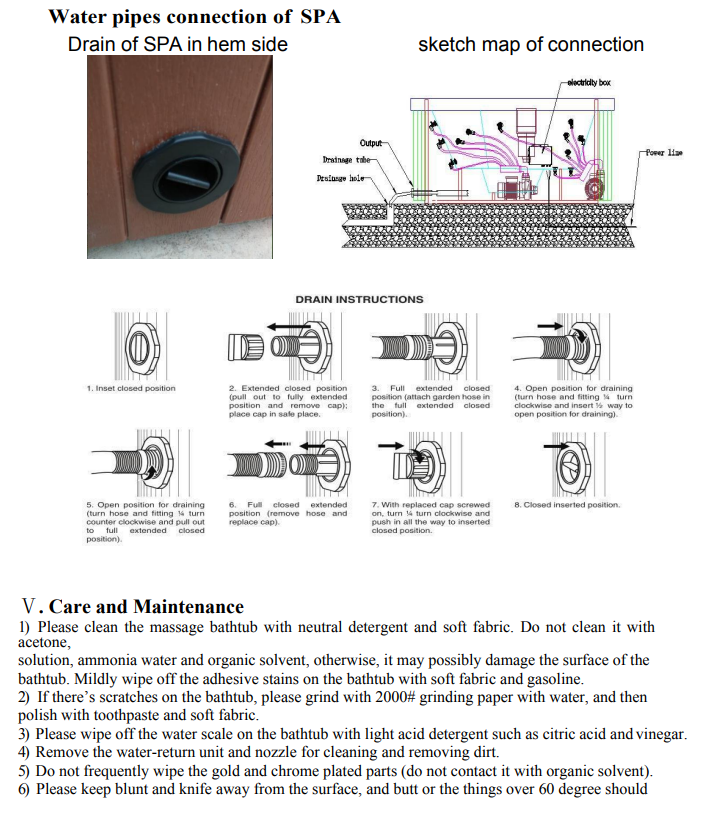 Water pipes connection of SPA
Drain of SPA in hem side
sketch map of connection
electricity box
Output
Drainage tube
Drainage hole
Power line
DRAIN INSTRUCTIONS
1. Inset closed position
2. Extended closed position
(pull out to fully extended
position and remove cap);
place cap in safe place.
3. Full extended closed
position (attach garden hose in
the full extended closed
position).
4. Open position for draining
(turn hose and fitting ¼ turn
clockwise and insert ½ way to
open position for draining).
5. Open position for draining
(turn hose and fitting ¼ turn
counter clockwise and pull out
to full extended closed
position).
6. Full closed extended
position (remove hose and
replace cap).
7. With replaced cap screwed
on, turn ¼ turn clockwise and
push in all the way to inserted
closed position.
8. Closed inserted position.
Ⅴ. Care and Maintenance
1) Please clean the massage bathtub with neutral detergent and soft fabric. Do not clean it with
acetone,
solution, ammonia water and organic solvent, otherwise, it may possibly damage the surface of the
bathtub. Mildly wipe off the adhesive stains on the bathtub with soft fabric and gasoline.
2) If there's scratches on the bathtub, please grind with 2000# grinding paper with water, and then
polish with toothpaste and soft fabric.
3) Please wipe off the water scale on the bathtub with light acid detergent such as citric acid and vinegar.
4) Remove the water-return unit and nozzle for cleaning and removing dirt.
5) Do not frequently wipe the gold and chrome plated parts (do not contact it with organic solvent).
6) Please keep blunt and knife away from the surface, and butt or the things over 60 degree should